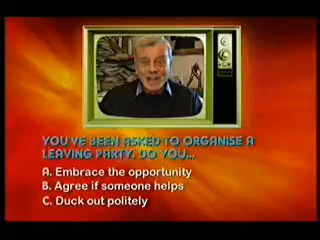 YOU'VE BEEN ASKED TO ORGANISE A
LEAVING PARTY. DO YOU...
A. Embrace the opportunity
B. Agree if someone helps
C. Duck out politely